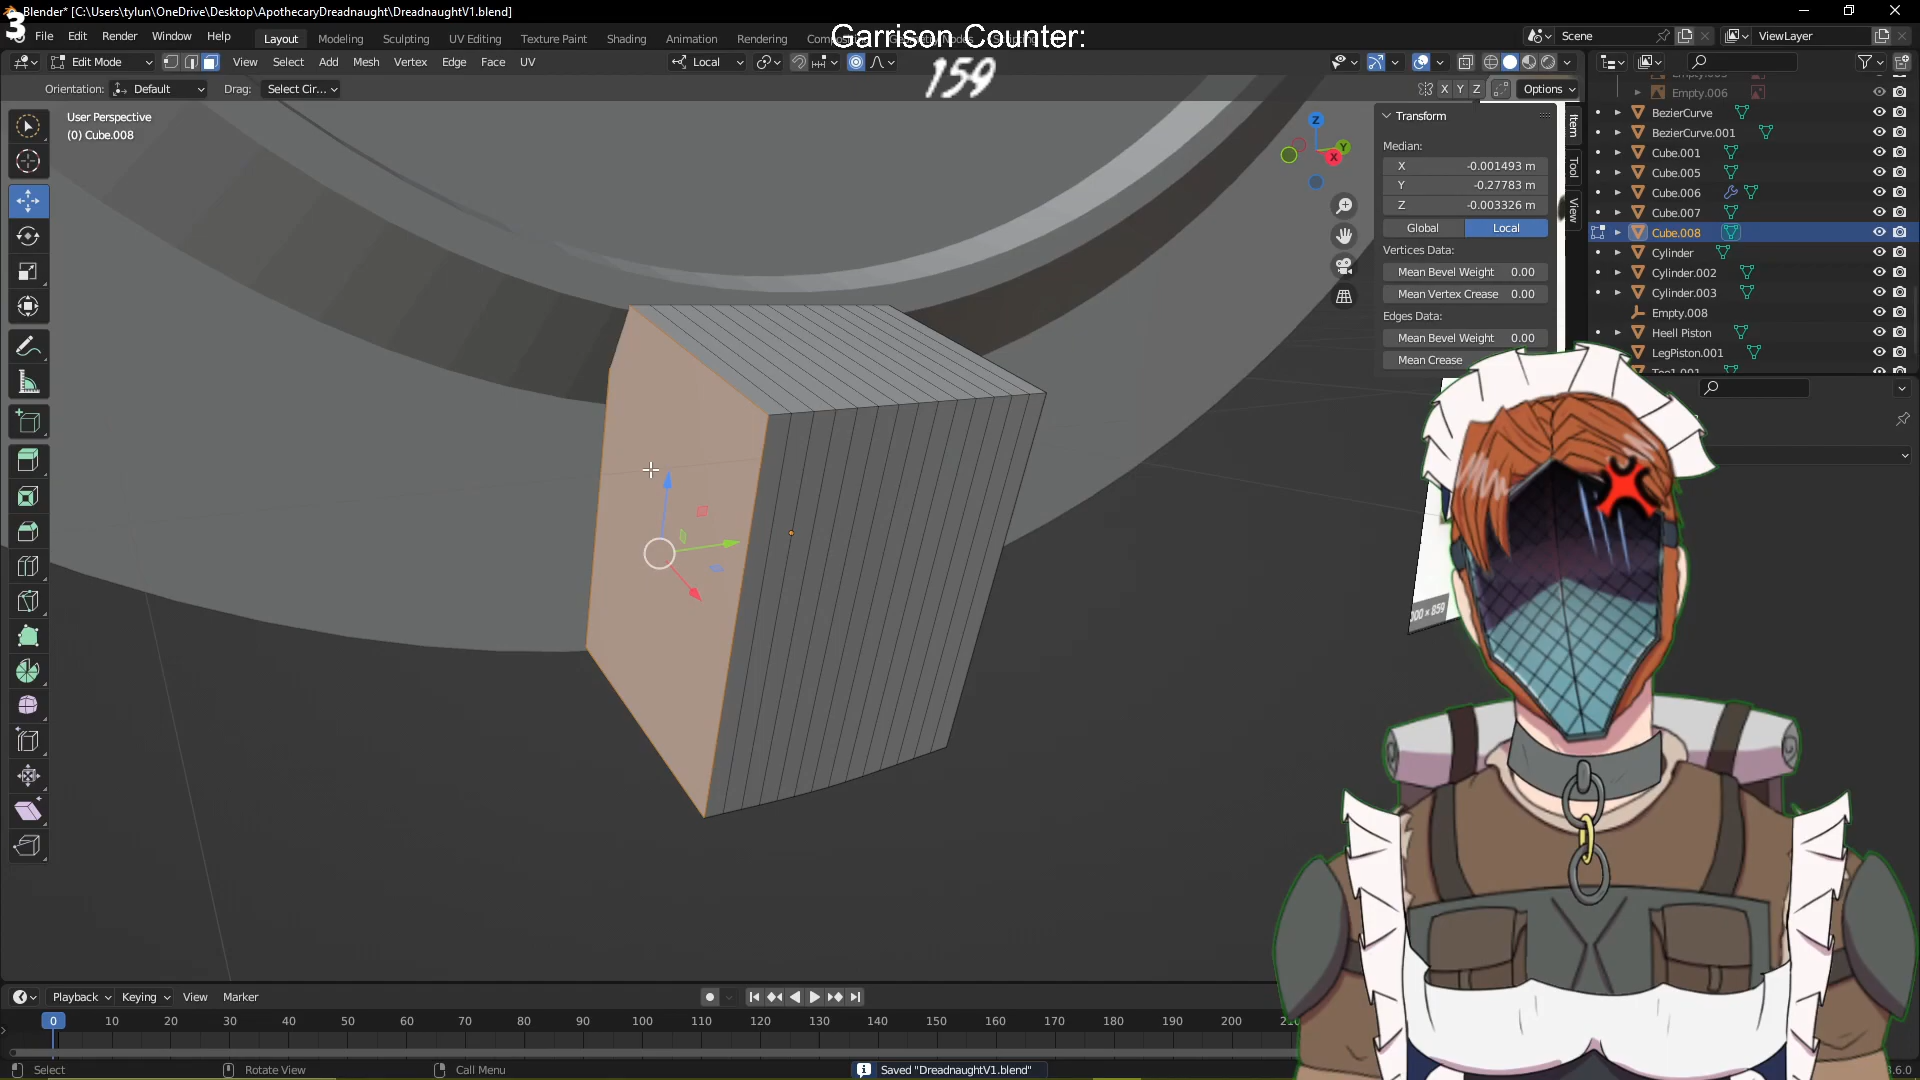 3
Blender* [C:\Users\tylun\OneDrive\Desktop\ApothecaryDreadnaught\DreadnaughtV1.blend]
File Edit Render Window Help
Layout Modeling Sculpting UV Editing Texture Paint Shading Animation Rendering
Scene
ViewLayer
Garrison Counter:
159
Edit Mode
View Select Add Mesh Vertex Edge Face UV
Local
Orientation: Default Drag: Select Cir...
X Y Z Options
User Perspective
(0) Cube.008
Z
Y
X
Item
Tool
View
Transform
Median:
X -0.001493 m
Y -0.27783 m
Z -0.003326 m
Global Local
Vertices Data:
Mean Bevel Weight 0.00
Mean Vertex Crease 0.00
Edges Data:
Mean Bevel Weight 0.00
Mean Crease
Empty.006
BezierCurve
BezierCurve.001
Cube.001
Cube.005
Cube.006
Cube.007
Cube.008
Cylinder
Cylinder.002
Cylinder.003
Empty.008
Heell Piston
LegPiston.001
Playback Keying View Marker
0 10 20 30 40 50 60 70 80 90 100 110 120 130 140 150 160 170 180 190 200
Select Rotate View Call Menu
Saved "DreadnaughtV1.blend"
3.6.0